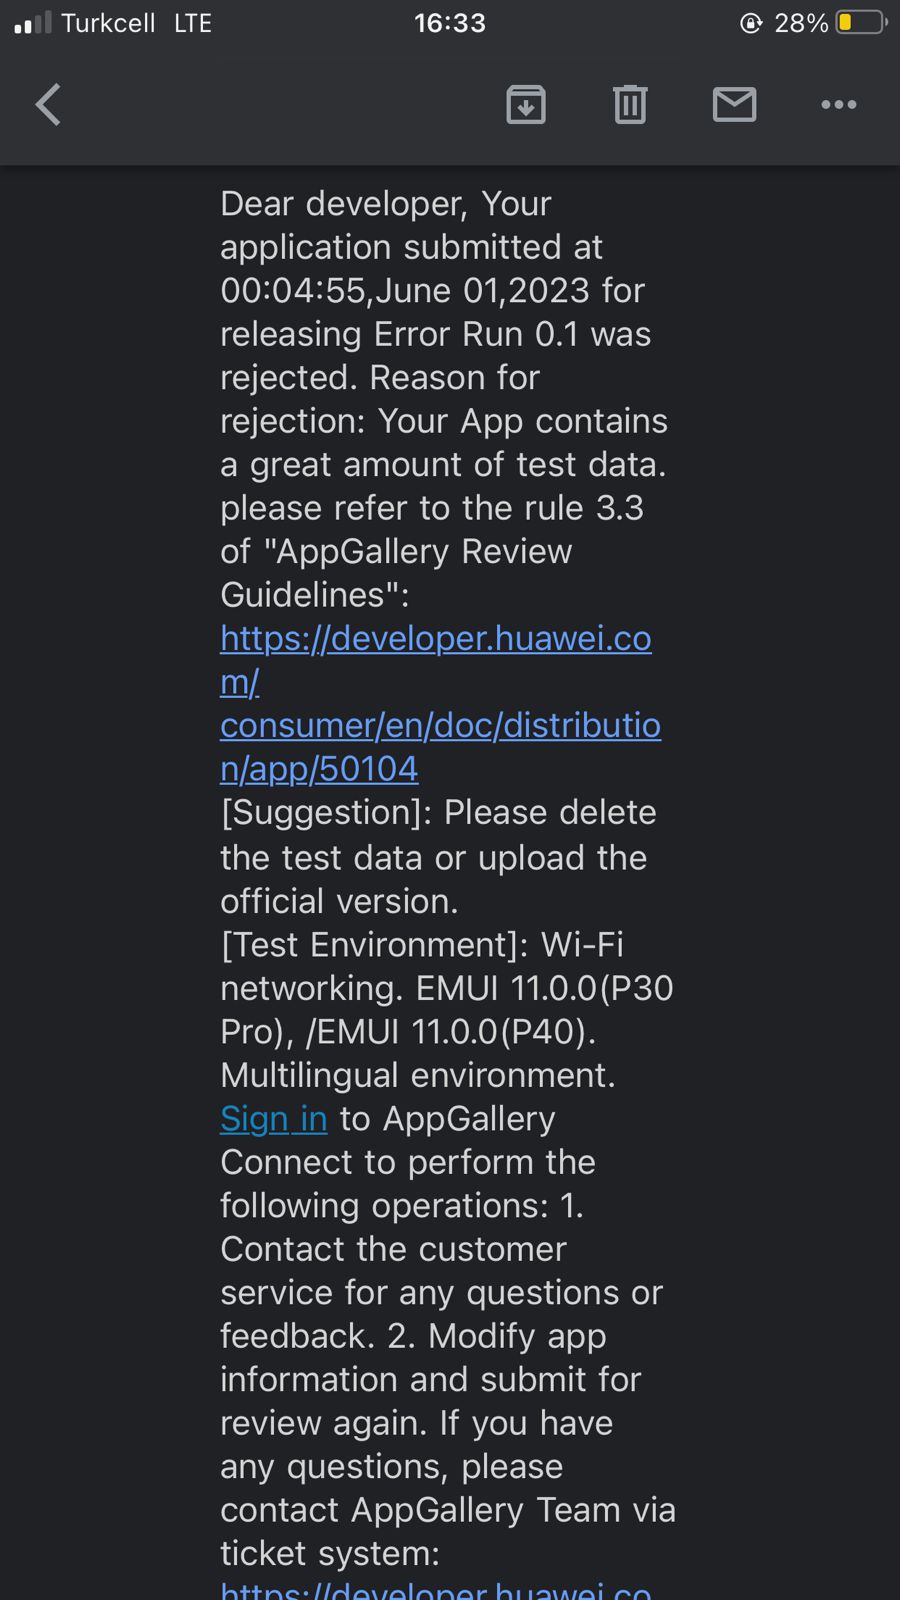 Turkcell LTE 16:33 28%
Dear developer, Your
application submitted at
00:04:55,June 01,2023 for
releasing Error Run 0.1 was
rejected. Reason for
rejection: Your App contains
a great amount of test data.
please refer to the rule 3.3
of "AppGallery Review
Guidelines":
https://developer.huawei.co
m/
consumer/en/doc/distributio
n/app/50104
[Suggestion]: Please delete
the test data or upload the
official version.
[Test Environment]: Wi-Fi
networking. EMUI 11.0.0(P30
Pro), /EMUI 11.0.0(P40).
Multilingual environment.
Sign in to AppGallery
Connect to perform the
following operations: 1.
Contact the customer
service for any questions or
feedback. 2. Modify app
information and submit for
review again. If you have
any questions, please
contact AppGallery Team via
ticket system:
https://developer.huawei.co